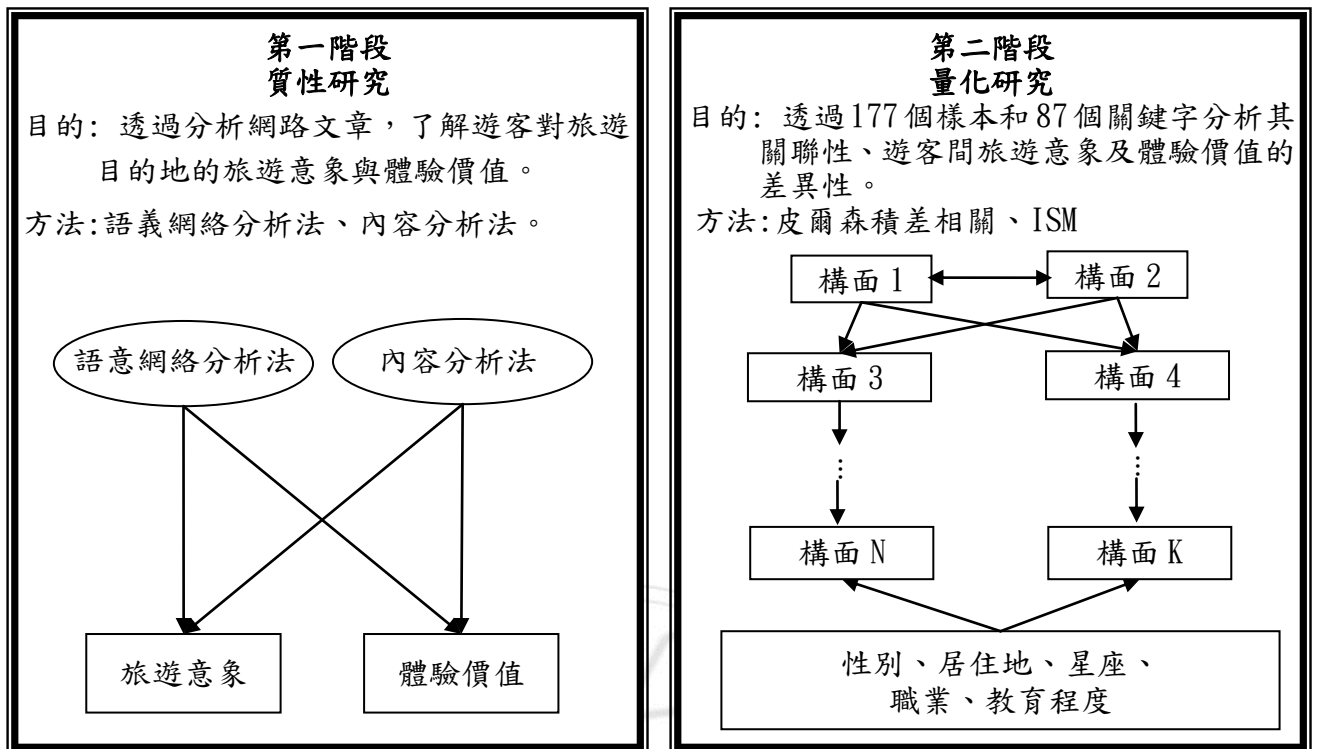 第一階段
質性研究
目的: 透過分析網路文章，了解遊客對旅遊
目的地的旅遊意象與體驗價值。
方法:語義網絡分析法、內容分析法。
語意網絡分析法
內容分析法
旅遊意象
體驗價值
第二階段
量化研究
目的: 透過177個樣本和87個關鍵字分析其
關聯性、遊客間旅遊意象及體驗價值的
差異性。
方法:皮爾森積差相關、ISM
構面 1
構面 2
構面 3
構面 4
…
…
構面 N
構面 K
性別、居住地、星座、
職業、教育程度